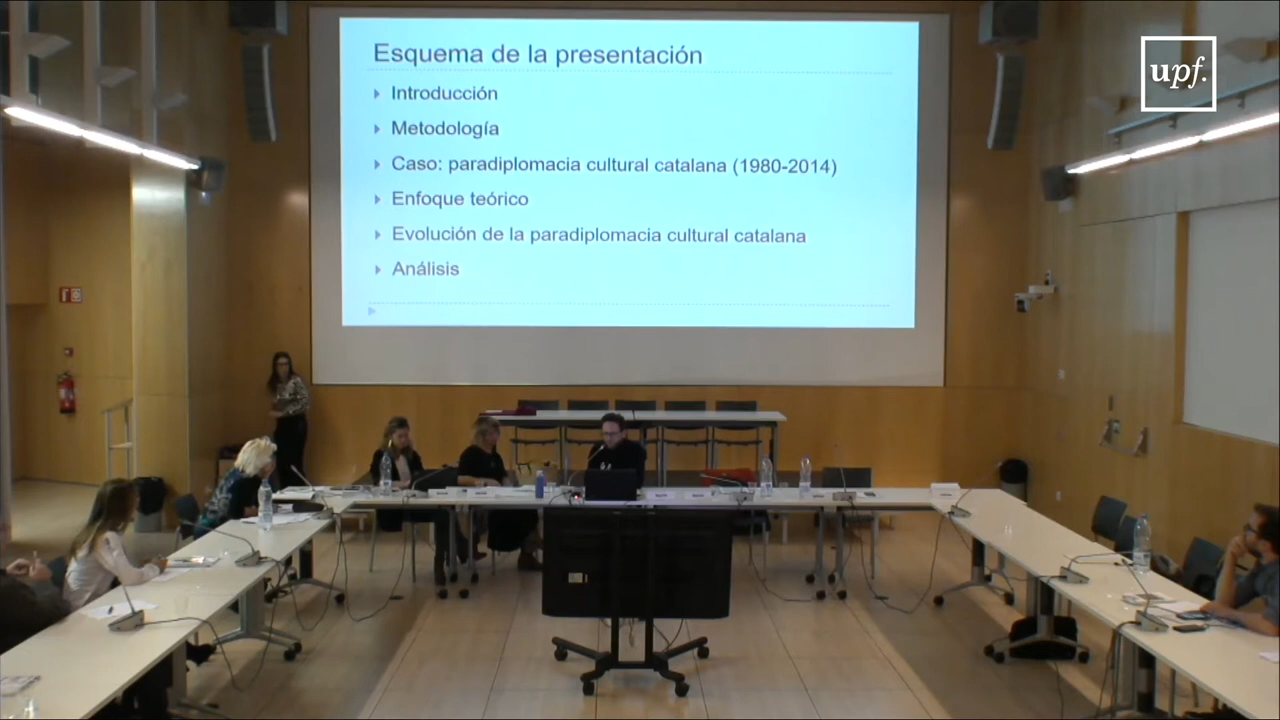 Esquema de la presentación
Introducción
Metodología
Caso: paradiplomacia cultural catalana (1980-2014)
Enfoque teórico
Evolución de la paradiplomacia cultural catalana
Análisis
upf.